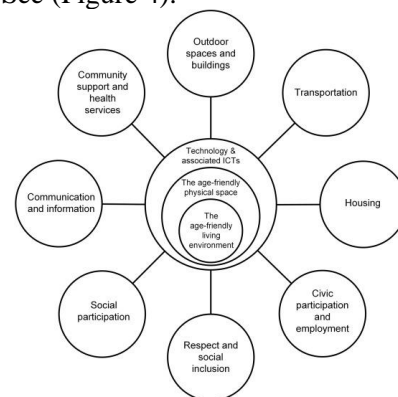 See (Figure 4).
Outdoor
spaces and
buildings
Transportation
Housing
Civic
participation
and
employment
Respect and
social
inclusion
Social
participation
Communication
and information
Community
support and
health
services
Technology &
associated ICTs
The age-friendly
physical space
The
age-friendly
living
environment